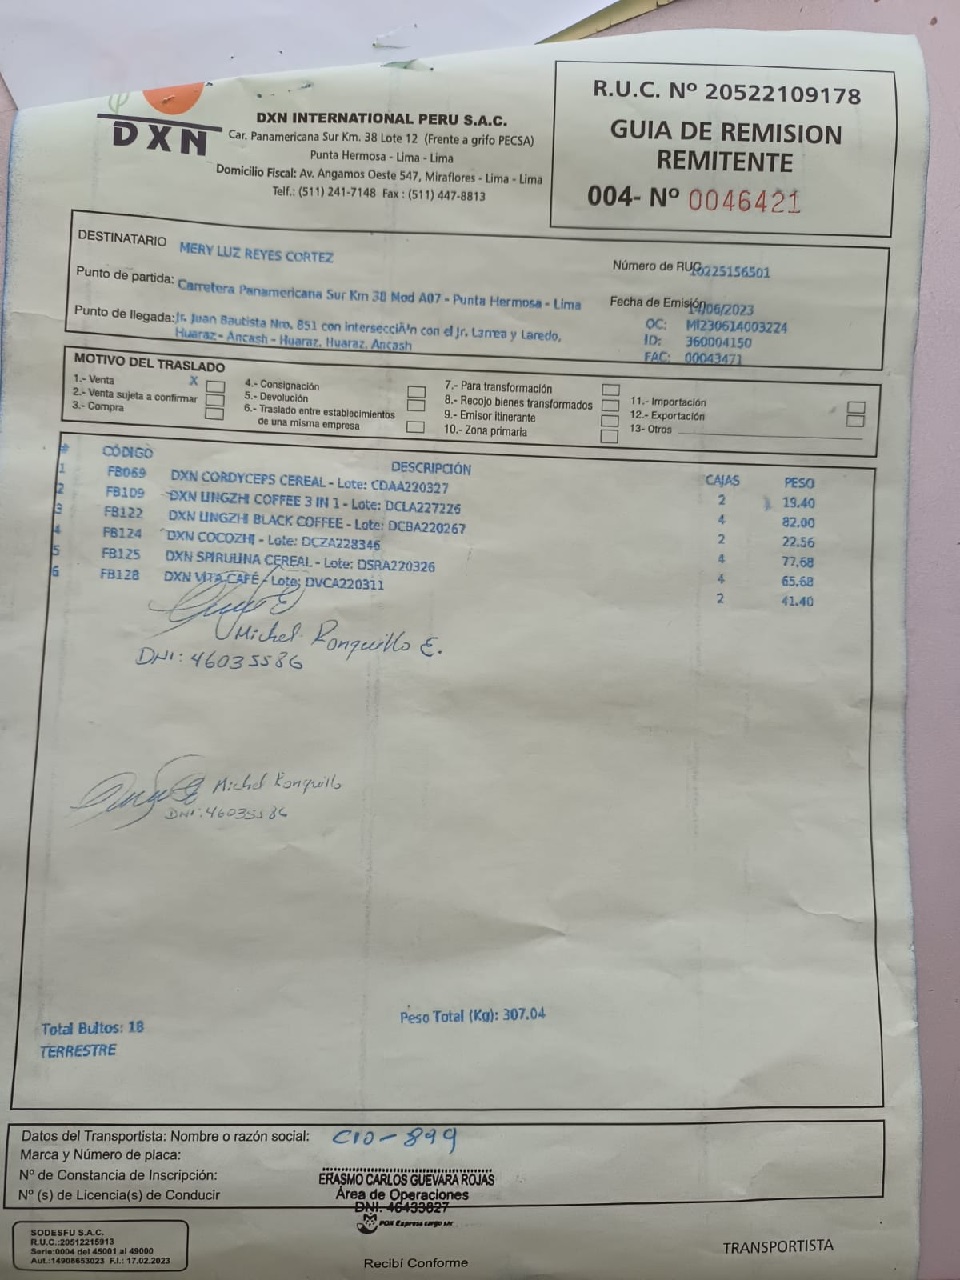 DXN
DXN INTERNATIONAL PERU S.A.C.
Car. Panamericana Sur Km. 38 Lote 12 (Frente a grifo PECSA)
Punta Hermosa - Lima - Lima
Domicilio Fiscal: Av. Angamos Oeste 547, Miraflores - Lima - Lima
Telf.: (511) 241-7148 Fax : (511) 447-8813
R.U.C. Nº 20522109178
GUIA DE REMISION
REMITENTE
004- Nº 0046421
DESTINATARIO MERY LUZ REYES CORTEZ
Número de RUC 10225156501
Punto de partida: Carretera Panamericana Sur Km 38 Mod A07 - Punta Hermosa - Lima
Fecha de Emisión 14/06/2023
Punto de llegada: Jr. Juan Bautista Nro. 851 con intersecciÃ³n con el Jr. Larrea y Laredo,
Huaraz - Ancash - Huaraz, Huaraz, Ancash
OC: MI230614003224
ID: 360004150
FAC: 00043471
MOTIVO DEL TRASLADO
1.- Venta X
2.- Venta sujeta a confirmar
3.- Compra
4.- Consignación
5.- Devolución
6.- Traslado entre establecimientos
de una misma empresa
7.- Para transformación
8.- Recojo bienes transformados
9.- Emisor itinerante
10.- Zona primaria
11.- Importación
12.- Exportación
13- Otros
# CÓDIGO DESCRIPCIÓN CAJAS PESO
1 FB069 DXN CORDYCEPS CEREAL - Lote: CDAA220327 2 19.40
2 FB109 DXN LINGZHI COFFEE 3 IN 1 - Lote: DCLA227226 4 82.00
3 FB122 DXN LINGZHI BLACK COFFEE - Lote: DCBA220267 2 22.56
4 FB124 DXN COCOZHI - Lote: DCZA228346 4 77.68
5 FB125 DXN SPIRULINA CEREAL - Lote: DSRA220326 4 65.68
6 FB128 DXN VITA CAFÉ - Lote: DVCA220311 2 41.40
Michel Ronquillo E.
DNI: 46035586
Michel Ronquillo
DNI: 46035586
Total Bultos: 18
Peso Total (Kg): 307.04
TERRESTRE
Datos del Transportista: Nombre o razón social: C10-899
Marca y Número de placa:
Nº de Constancia de Inscripción:
Nº (s) de Licencia(s) de Conducir
ERASMO CARLOS GUEVARA ROJAS
Área de Operaciones
DNI. 46433827
SODESFU S.A.C.
R.U.C.:20512215913
Serie:0004 del 45001 al 49000
Aut.:14908653023 F.I.: 17.02.2023
Recibí Conforme
TRANSPORTISTA